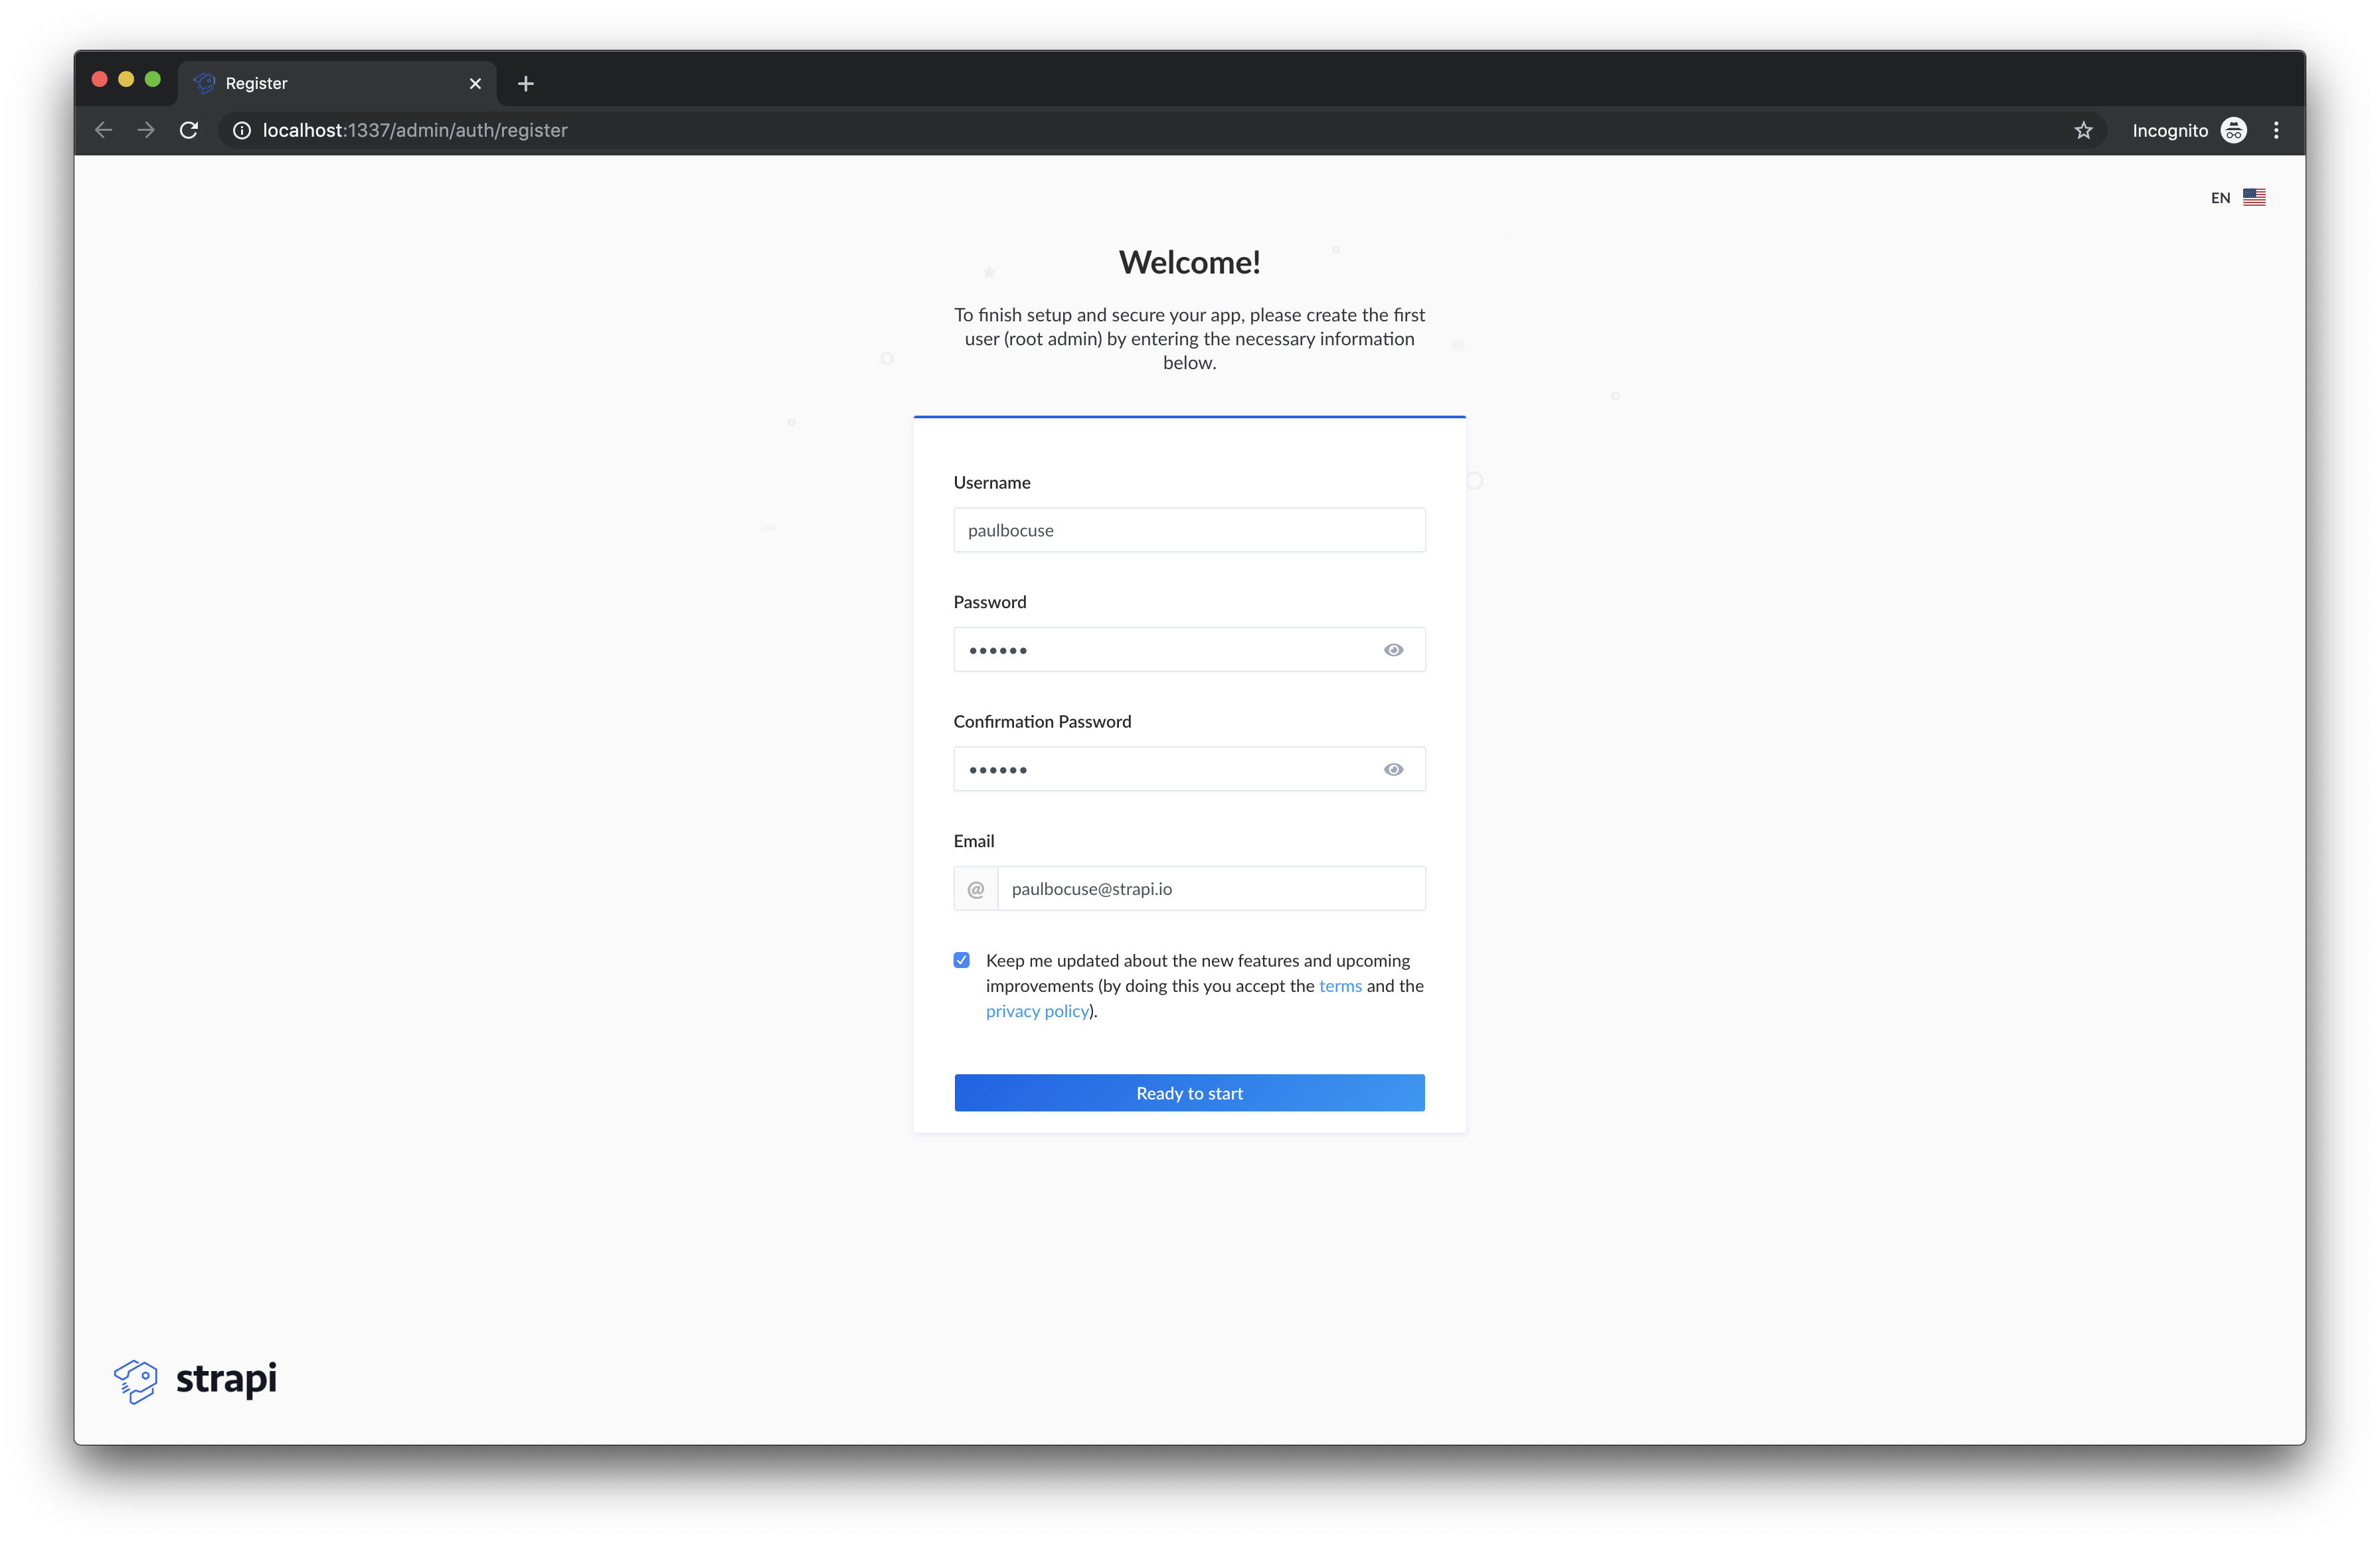 Register
localhost:1337/admin/auth/register
Incognito
EN
Welcome!
To finish setup and secure your app, please create the first
user (root admin) by entering the necessary information
below.
Username
paulbocuse
Password
••••••
Confirmation Password
••••••
Email
@ paulbocuse@strapi.io
Keep me updated about the new features and upcoming
improvements (by doing this you accept the terms and the
privacy policy).
Ready to start
strapi